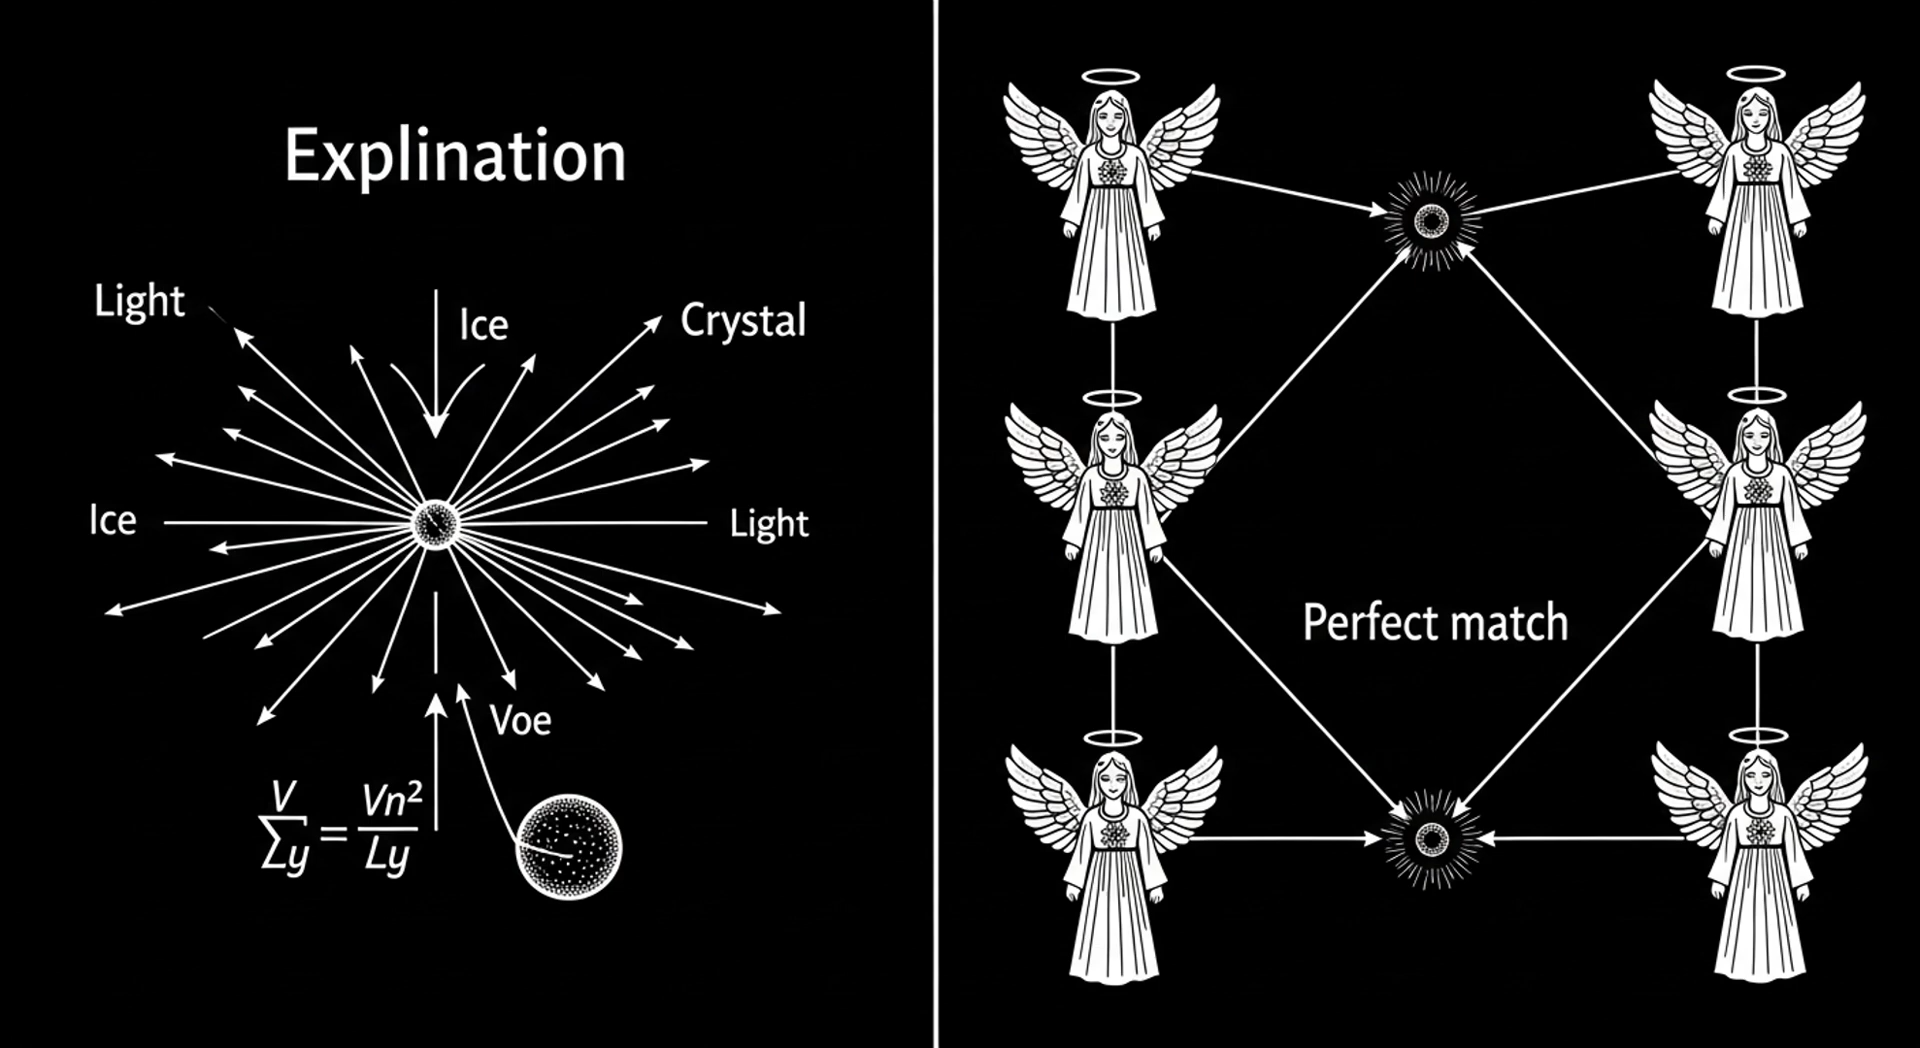 Explination
Light
Ice
Crystal
Ice
Light
Voe
V/∑y = Vn²/Ly
Perfect match